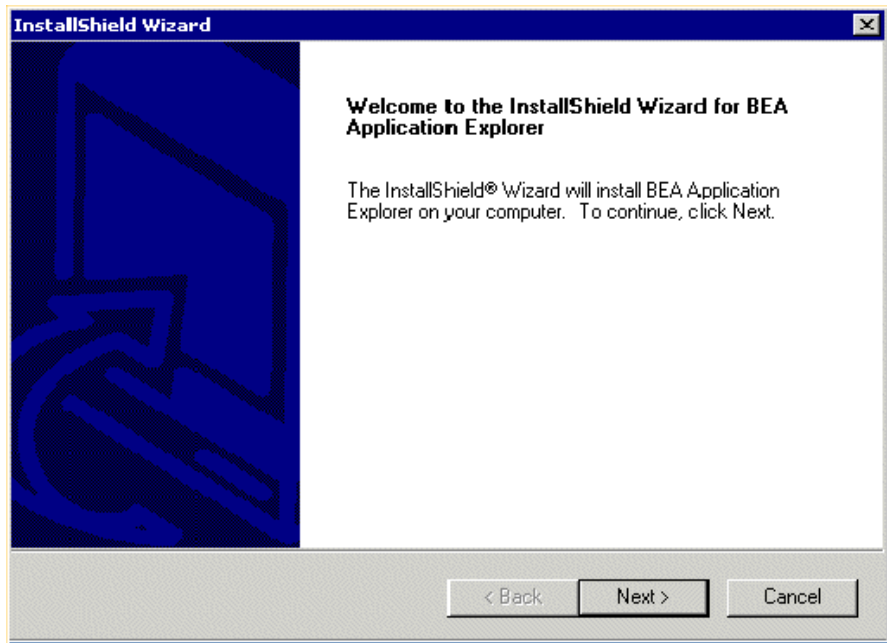 InstallShield Wizard
Welcome to the InstallShield Wizard for BEA
Application Explorer
The InstallShield® Wizard will install BEA Application
Explorer on your computer. To continue, click Next.
< Back
Next >
Cancel